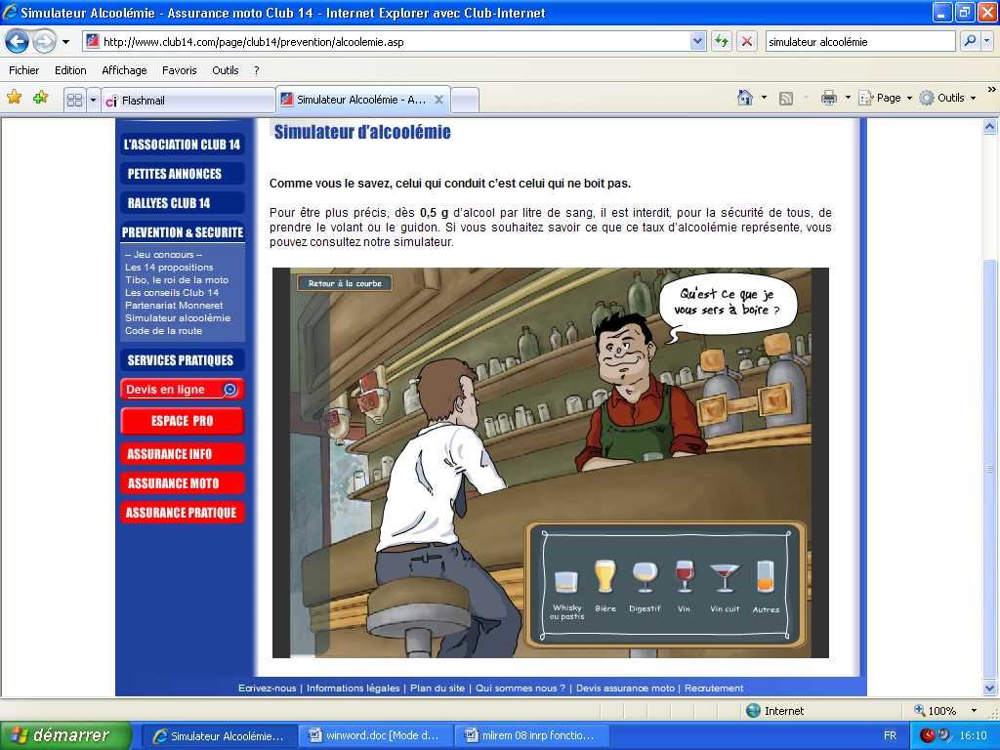 Simulateur Alcoolémie - Assurance moto Club 14 - Internet Explorer avec Club-Internet
http://www.club14.com/page/club14/prevention/alcoolemie.asp
simulateur alcoolémie
Fichier Edition Affichage Favoris Outils ?
Flashmail
Simulateur Alcoolémie - A...
Page
Outils
L'ASSOCIATION CLUB 14
PETITES ANNONCES
RALLYES CLUB 14
PREVENTION & SECURITE
-- Jeu concours --
Les 14 propositions
Tibo, le roi de la moto
Les conseils Club 14
Partenariat Monneret
Simulateur alcoolémie
Code de la route
SERVICES PRATIQUES
Devis en ligne
ESPACE PRO
ASSURANCE INFO
ASSURANCE MOTO
ASSURANCE PRATIQUE
Simulateur d'alcoolémie
Comme vous le savez, celui qui conduit c'est celui qui ne boit pas.
Pour être plus précis, dès 0,5 g d'alcool par litre de sang, il est interdit, pour la sécurité de tous, de
prendre le volant ou le guidon. Si vous souhaitez savoir ce que ce taux d'alcoolémie représente, vous
pouvez consultez notre simulateur.
Retour à la courbe
Qu'est ce que je
vous sers à boire ?
Whisky
ou pastis
Bière
Digestif
Vin
Vin cuit
Autres
Ecrivez-nous | Informations légales | Plan du site | Qui sommes nous ? | Devis assurance moto | Recrutement
Internet
100%
démarrer
Simulateur Alcoolémie...
winword.doc [Mode d...
mlirem 08 inrp fonctio...
FR
16:10